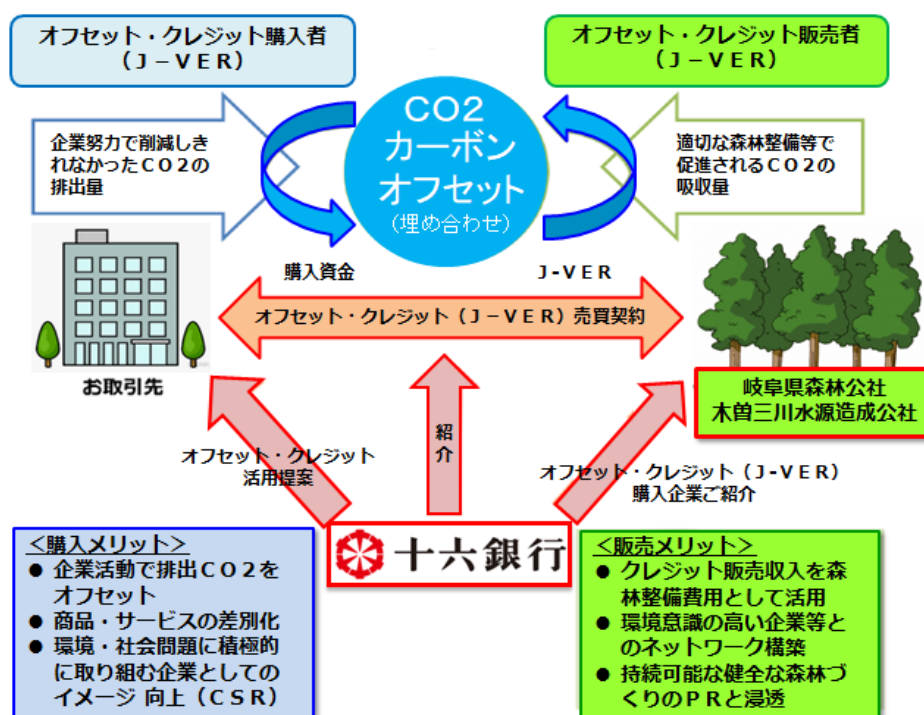 オフセット・クレジット購入者
（Ｊ－ＶＥＲ）
オフセット・クレジット販売者
（Ｊ－ＶＥＲ）
ＣＯ２
カーボン
オフセット
（埋め合わせ）
企業努力で削減しき
れなかったＣＯ２の
排出量
適切な森林整備等で
促進されるＣＯ２の
吸収量
購入資金
Ｊ-ＶＥＲ
オフセット・クレジット（Ｊ－ＶＥＲ）売買契約
お取引先
岐阜県森林公社
木曽三川水源造成公社
オフセット・クレジット
活用提案
紹
介
オフセット・クレジット（Ｊ-ＶＥＲ）
購入企業ご紹介
十六銀行
＜購入メリット＞
● 企業活動で排出ＣＯ２を
オフセット
● 商品・サービスの差別化
● 環境・社会問題に積極的
に取り組む企業としての
イメージ 向上（ＣＳＲ）
＜販売メリット＞
● クレジット販売収入を森
林整備費用として活用
● 環境意識の高い企業等と
のネットワーク構築
● 持続可能な健全な森林づ
くりのＰＲと浸透